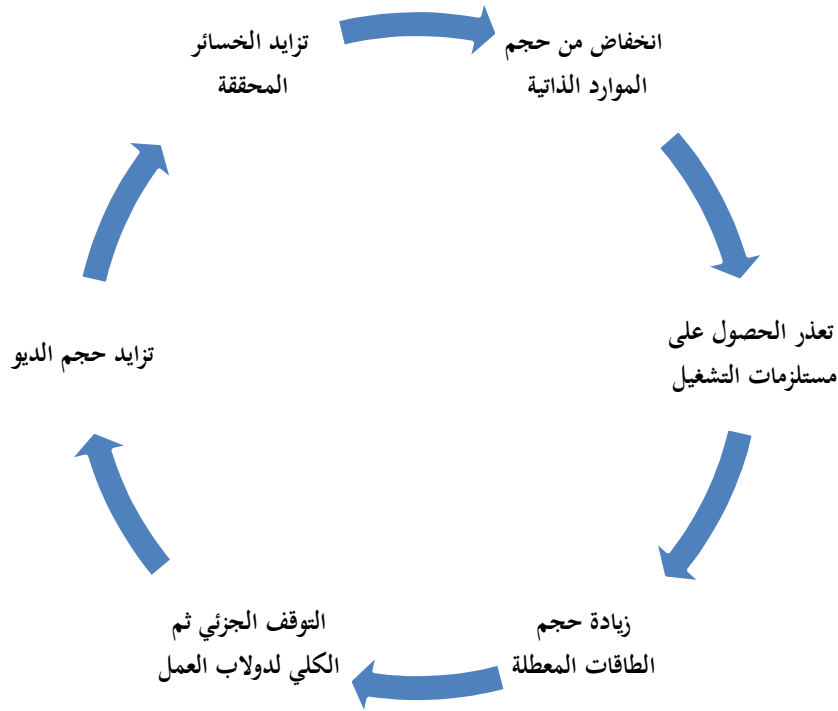 انخفاض من حجم
الموارد الذاتية
تعذر الحصول على
مستلزمات التشغيل
زيادة حجم
الطاقات المعطلة
التوقف الجزئي ثم
الكلي لدولاب العمل
تزايد حجم الديو
تزايد الخسائر
المحققة